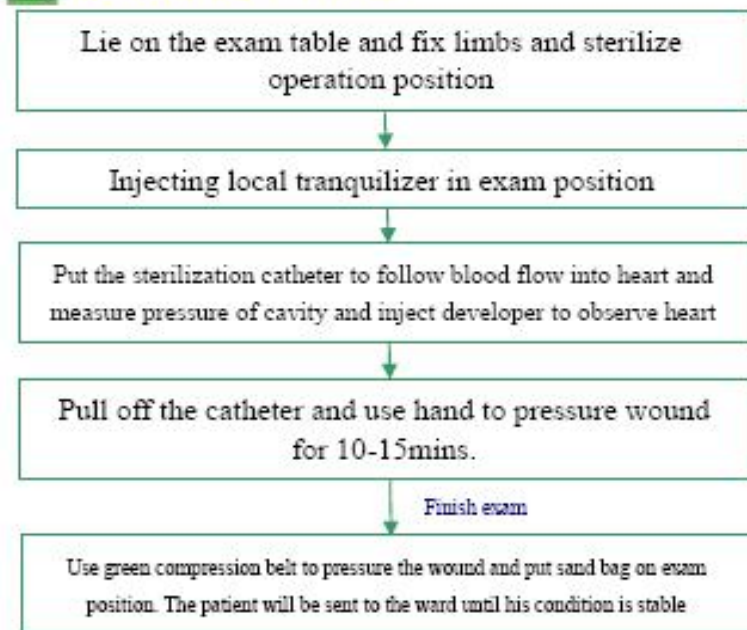 Lie on the exam table and fix limbs and sterilize
operation position
Injecting local tranquilizer in exam position
Put the sterilization catheter to follow blood flow into heart and
measure pressure of cavity and inject developer to observe heart
Pull off the catheter and use hand to pressure wound
for 10-15mins.
Finish exam
Use green compression belt to pressure the wound and put sand bag on exam
position. The patient will be sent to the ward until his condition is stable